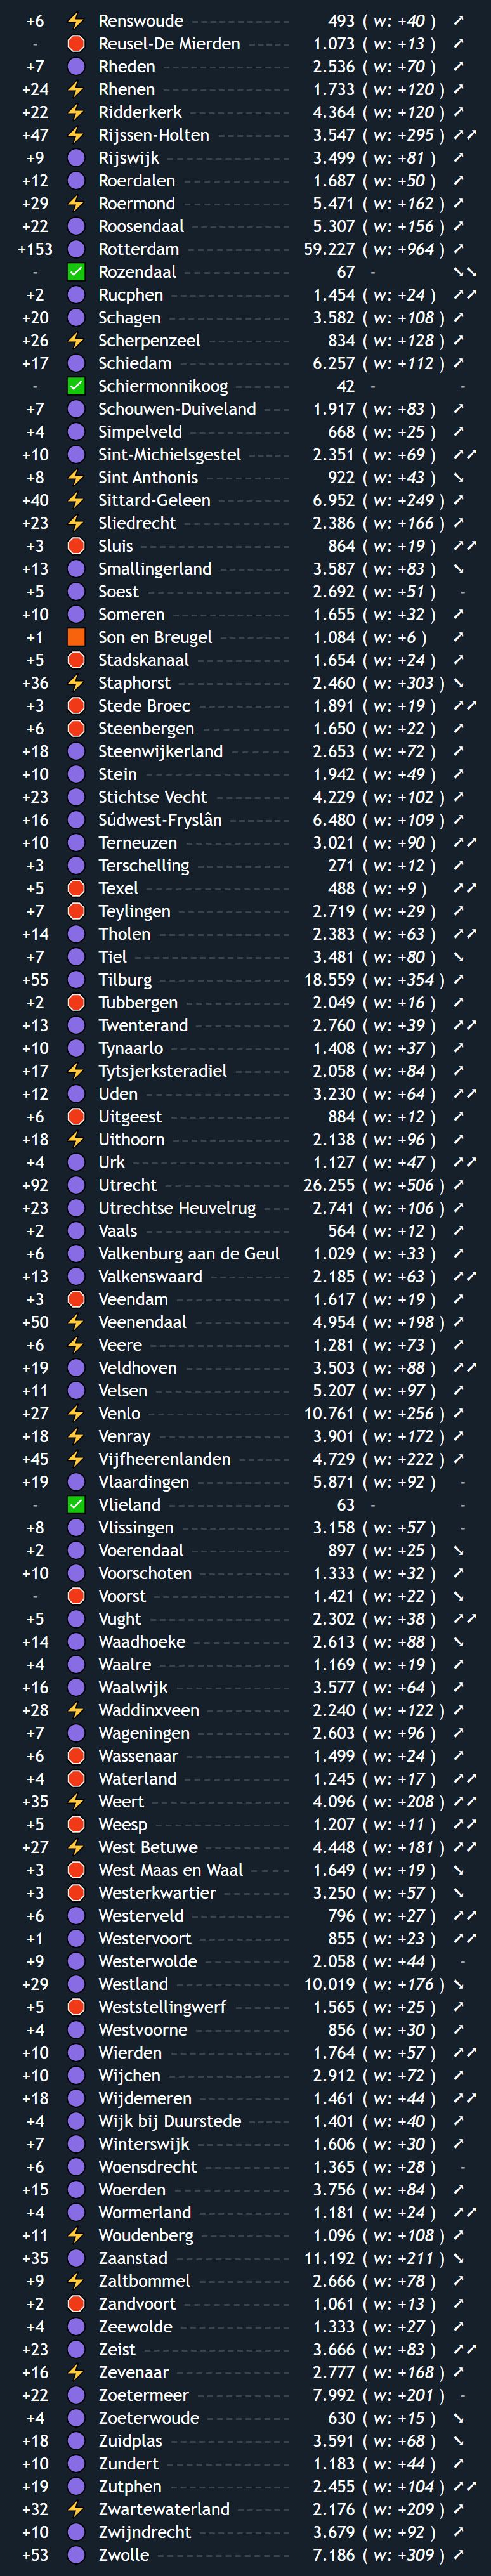 +6 Renswoude 493 ( w: +40 )
- Reusel-De Mierden 1.073 ( w: +13 )
+7 Rheden 2.536 ( w: +70 )
+24 Rhenen 1.733 ( w: +120 )
+22 Ridderkerk 4.364 ( w: +120 )
+47 Rijssen-Holten 3.547 ( w: +295 )
+9 Rijswijk 3.499 ( w: +81 )
+12 Roerdalen 1.687 ( w: +50 )
+29 Roermond 5.471 ( w: +162 )
+22 Roosendaal 5.307 ( w: +156 )
+153 Rotterdam 59.227 ( w: +964 )
- Rozendaal 67 -
+2 Rucphen 1.454 ( w: +24 )
+20 Schagen 3.582 ( w: +108 )
+26 Scherpenzeel 834 ( w: +128 )
+17 Schiedam 6.257 ( w: +112 )
- Schiermonnikoog 42 - -
+7 Schouwen-Duiveland 1.917 ( w: +83 )
+4 Simpelveld 668 ( w: +25 )
+10 Sint-Michielsgestel 2.351 ( w: +69 )
+8 Sint Anthonis 922 ( w: +43 )
+40 Sittard-Geleen 6.952 ( w: +249 )
+23 Sliedrecht 2.386 ( w: +166 )
+3 Sluis 864 ( w: +19 )
+13 Smallingerland 3.587 ( w: +83 )
+5 Soest 2.692 ( w: +51 ) -
+10 Someren 1.655 ( w: +32 )
+1 Son en Breugel 1.084 ( w: +6 )
+5 Stadskanaal 1.654 ( w: +24 )
+36 Staphorst 2.460 ( w: +303 )
+3 Stede Broec 1.891 ( w: +19 )
+6 Steenbergen 1.650 ( w: +22 )
+18 Steenwijkerland 2.653 ( w: +72 )
+10 Stein 1.942 ( w: +49 )
+23 Stichtse Vecht 4.229 ( w: +102 )
+16 Súdwest-Fryslân 6.480 ( w: +109 )
+10 Terneuzen 3.021 ( w: +90 )
+3 Terschelling 271 ( w: +12 )
+5 Texel 488 ( w: +9 )
+7 Teylingen 2.719 ( w: +29 )
+14 Tholen 2.383 ( w: +63 )
+7 Tiel 3.481 ( w: +80 )
+55 Tilburg 18.559 ( w: +354 )
+2 Tubbergen 2.049 ( w: +16 )
+13 Twenterand 2.760 ( w: +39 )
+10 Tynaarlo 1.408 ( w: +37 )
+17 Tytsjerksteradiel 2.058 ( w: +84 )
+12 Uden 3.230 ( w: +64 )
+6 Uitgeest 884 ( w: +12 )
+18 Uithoorn 2.138 ( w: +96 )
+4 Urk 1.127 ( w: +47 )
+92 Utrecht 26.255 ( w: +506 )
+23 Utrechtse Heuvelrug 2.741 ( w: +106 )
+2 Vaals 564 ( w: +12 )
+6 Valkenburg aan de Geul 1.029 ( w: +33 )
+13 Valkenswaard 2.185 ( w: +63 )
+3 Veendam 1.617 ( w: +19 )
+50 Veenendaal 4.954 ( w: +198 )
+6 Veere 1.281 ( w: +73 )
+19 Veldhoven 3.503 ( w: +88 )
+11 Velsen 5.207 ( w: +97 )
+27 Venlo 10.761 ( w: +256 )
+18 Venray 3.901 ( w: +172 )
+45 Vijfheerenlanden 4.729 ( w: +222 )
+19 Vlaardingen 5.871 ( w: +92 ) -
- Vlieland 63 - -
+8 Vlissingen 3.158 ( w: +57 ) -
+2 Voerendaal 897 ( w: +25 )
+10 Voorschoten 1.333 ( w: +32 )
- Voorst 1.421 ( w: +22 )
+5 Vught 2.302 ( w: +38 )
+14 Waadhoeke 2.613 ( w: +88 )
+4 Waalre 1.169 ( w: +19 )
+16 Waalwijk 3.577 ( w: +64 )
+28 Waddinxveen 2.240 ( w: +122 )
+7 Wageningen 2.603 ( w: +96 )
+6 Wassenaar 1.499 ( w: +24 )
+4 Waterland 1.245 ( w: +17 )
+35 Weert 4.096 ( w: +208 )
+5 Weesp 1.207 ( w: +11 )
+27 West Betuwe 4.448 ( w: +181 )
+3 West Maas en Waal 1.649 ( w: +19 )
+3 Westerkwartier 3.250 ( w: +57 )
+6 Westerveld 796 ( w: +27 )
+1 Westervoort 855 ( w: +23 )
+9 Westerwolde 2.058 ( w: +44 ) -
+29 Westland 10.019 ( w: +176 )
+5 Weststellingwerf 1.565 ( w: +25 )
+4 Westvoorne 856 ( w: +30 )
+10 Wierden 1.764 ( w: +57 )
+10 Wijchen 2.912 ( w: +72 )
+18 Wijdemeren 1.461 ( w: +44 )
+4 Wijk bij Duurstede 1.401 ( w: +40 )
+7 Winterswijk 1.606 ( w: +30 )
+6 Woensdrecht 1.365 ( w: +28 ) -
+15 Woerden 3.756 ( w: +84 )
+4 Wormerland 1.181 ( w: +24 )
+11 Woudenberg 1.096 ( w: +108 )
+35 Zaanstad 11.192 ( w: +211 )
+9 Zaltbommel 2.666 ( w: +78 )
+2 Zandvoort 1.061 ( w: +13 )
+4 Zeewolde 1.333 ( w: +27 )
+23 Zeist 3.666 ( w: +83 )
+16 Zevenaar 2.777 ( w: +168 )
+22 Zoetermeer 7.992 ( w: +201 ) -
+4 Zoeterwoude 630 ( w: +15 )
+18 Zuidplas 3.591 ( w: +68 )
+10 Zundert 1.183 ( w: +44 )
+19 Zutphen 2.455 ( w: +104 )
+32 Zwartewaterland 2.176 ( w: +209 )
+10 Zwijndrecht 3.679 ( w: +92 )
+53 Zwolle 7.186 ( w: +309 )